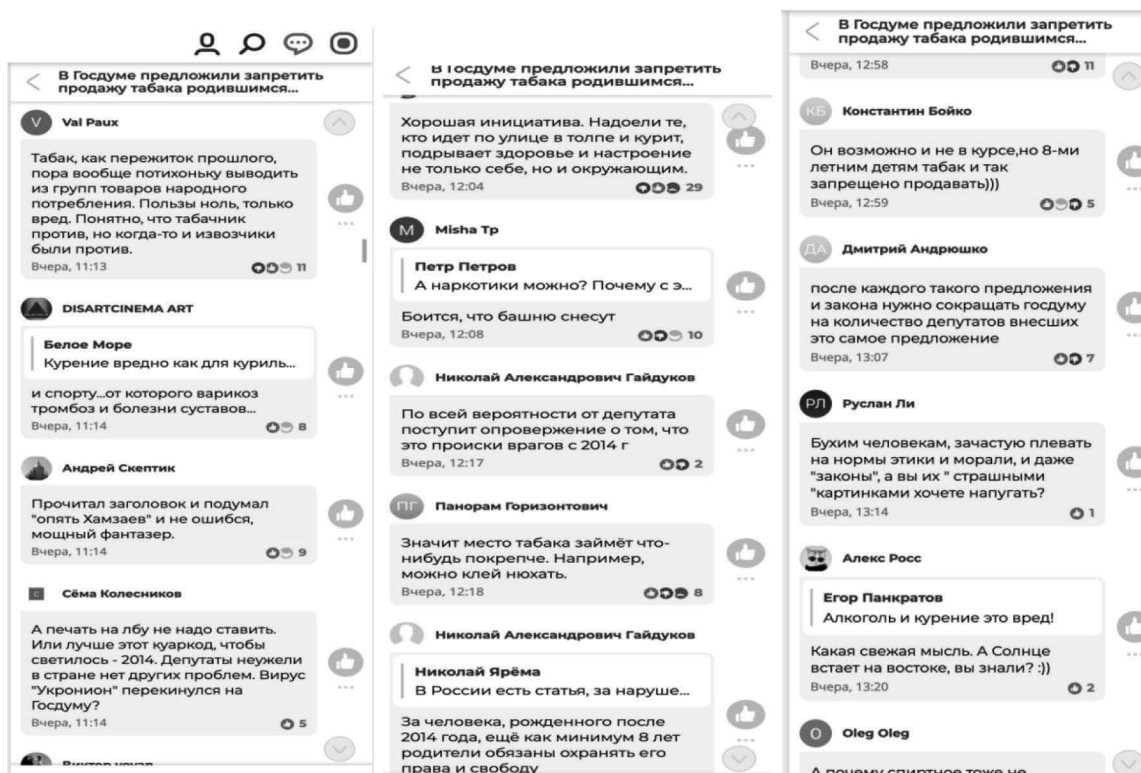 В Госдуме предложили запретить
продажу табака родившимся...
V
Val Paux
Табак, как пережиток прошлого,
пора вообще потихоньку выводить
из групп товаров народного
потребления. Пользы ноль, только
вред. Понятно, что табачник
против, но когда-то и извозчики
были против.
Вчера, 11:13
11
DISARTCINEMA ART
Белое Море
Курение вредно как для куриль...
и спорту...от которого варикоз
тромбоз и болезни суставов...
Вчера, 11:14
8
Андрей Скептик
Прочитал заголовок и подумал
"опять Хамзаев" и не ошибся,
мощный фантазер.
Вчера, 11:14
9
С
Сёма Колесников
А печать на лбу не надо ставить.
Или лучше этот куаркод, чтобы
светилось - 2014. Депутаты неужели
в стране нет других проблем. Вирус
"Укронион" перекинулся на
Госдуму?
Вчера, 11:14
5
В Госдуме предложили запретить
продажу табака родившимся...
Хорошая инициатива. Надоели те,
кто идет по улице в толпе и курит,
подрывает здоровье и настроение
не только себе, но и окружающим.
Вчера, 12:04
29
M
Misha Тр
Петр Петров
А наркотики можно? Почему с э...
Боится, что башню снесут
Вчера, 12:08
10
Николай Александрович Гайдуков
По всей вероятности от депутата
поступит опровержение о том, что
это происки врагов с 2014 г
Вчера, 12:17
2
ПГ
Панорам Горизонтович
Значит место табака займёт что-
нибудь покрепче. Например,
можно клей нюхать.
Вчера, 12:18
8
Николай Александрович Гайдуков
Николай Ярёма
В России есть статья, за наруше...
За человека, рожденного после
2014 года, ещё как минимум 8 лет
родители обязаны охранять его
права и свободу
В Госдуме предложили запретить
продажу табака родившимся...
Вчера, 12:58
11
КБ
Константин Бойко
Он возможно и не в курсе,но 8-ми
летним детям табак и так
запрещено продавать)))
Вчера, 12:59
5
ДА
Дмитрий Андрюшко
после каждого такого предложения
и закона нужно сокращать госдуму
на количество депутатов внесших
это самое предложение
Вчера, 13:07
7
РЛ
Руслан Ли
Бухим человекам, зачастую плевать
на нормы этики и морали, и даже
"законы", а вы их " страшными
"картинками хочете напугать?
Вчера, 13:14
1
Алекс Росс
Егор Панкратов
Алкоголь и курение это вред!
Какая свежая мысль. А Солнце
встает на востоке, вы знали? :))
Вчера, 13:20
2
O
Oleg Oleg
А почему спиртное тоже не